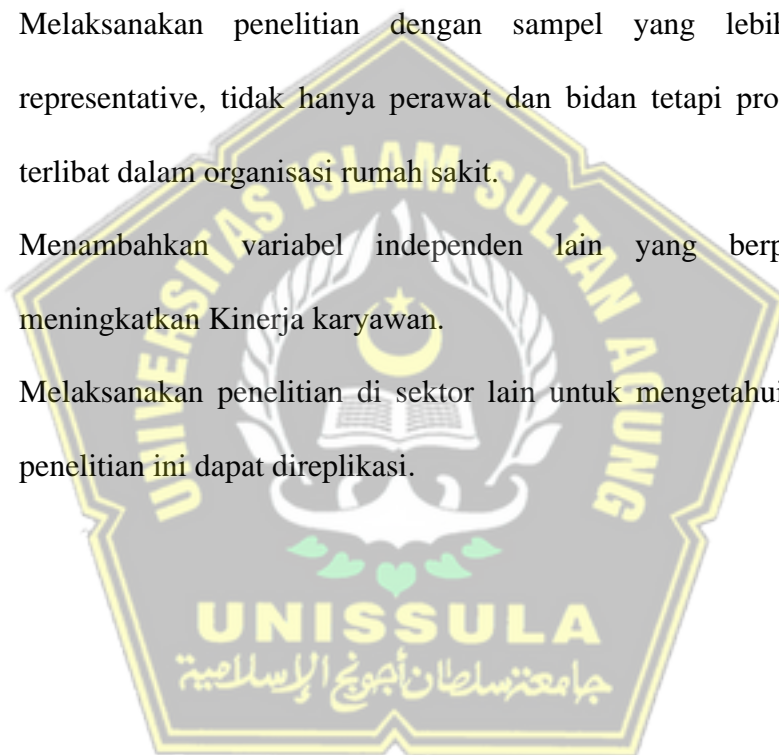 Melaksanakan penelitian dengan sampel yang lebih
representative, tidak hanya perawat dan bidan tetapi pro
terlibat dalam organisasi rumah sakit.
Menambahkan variabel independen lain yang berp
meningkatkan Kinerja karyawan.
Melaksanakan penelitian di sektor lain untuk mengetahui
penelitian ini dapat direplikasi.
UNIVERSITAS ISLAM SULTAN AGUNG
UNISSULA
جامعة سلطان أجونج الإسلامية